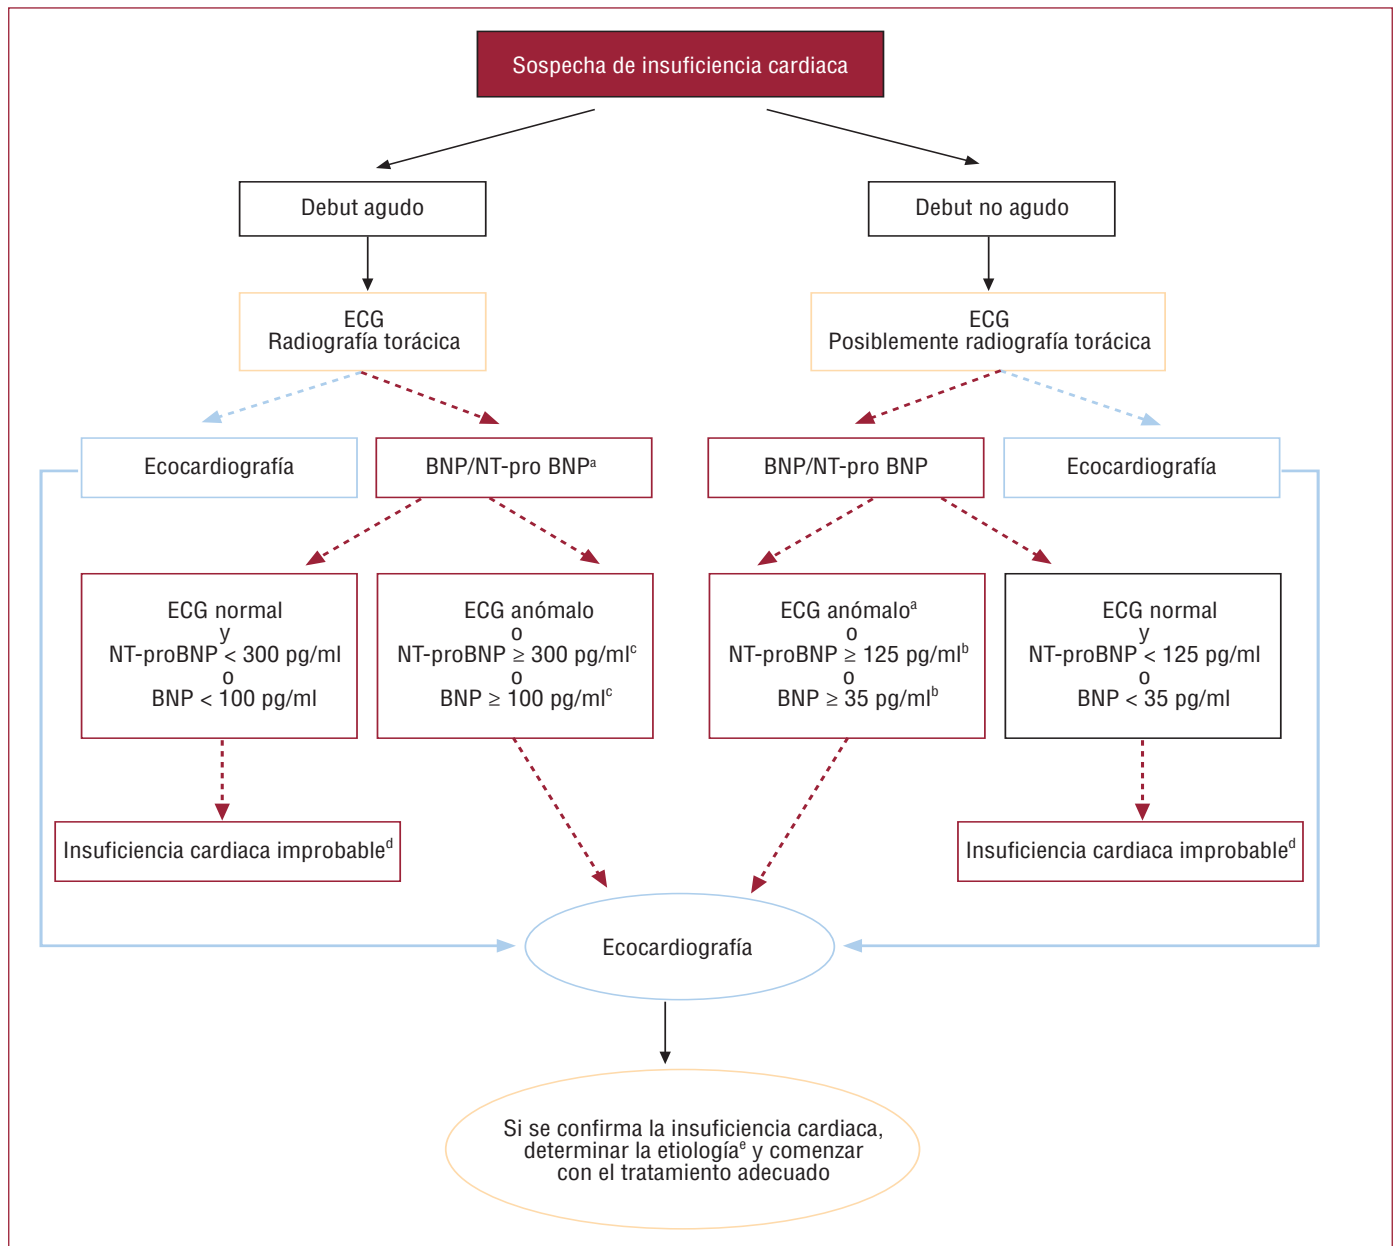 Sospecha de insuficiencia cardiaca
Debut agudo
Debut no agudo
ECG
Radiografía torácica
ECG
Posiblemente radiografía torácica
Ecocardiografía
BNP/NT-pro BNPᵃ
BNP/NT-pro BNP
Ecocardiografía
ECG normal
y
NT-proBNP < 300 pg/ml
o
BNP < 100 pg/ml
ECG anómalo
o
NT-proBNP ≥ 300 pg/mlᶜ
o
BNP ≥ 100 pg/mlᶜ
ECG anómaloᵃ
o
NT-proBNP ≥ 125 pg/mlᵇ
o
BNP ≥ 35 pg/mlᵇ
ECG normal
y
NT-proBNP < 125 pg/ml
o
BNP < 35 pg/ml
Insuficiencia cardiaca improbableᵈ
Insuficiencia cardiaca improbableᵈ
Ecocardiografía
Si se confirma la insuficiencia cardiaca,
determinar la etiologíaᵉ y comenzar
con el tratamiento adecuado